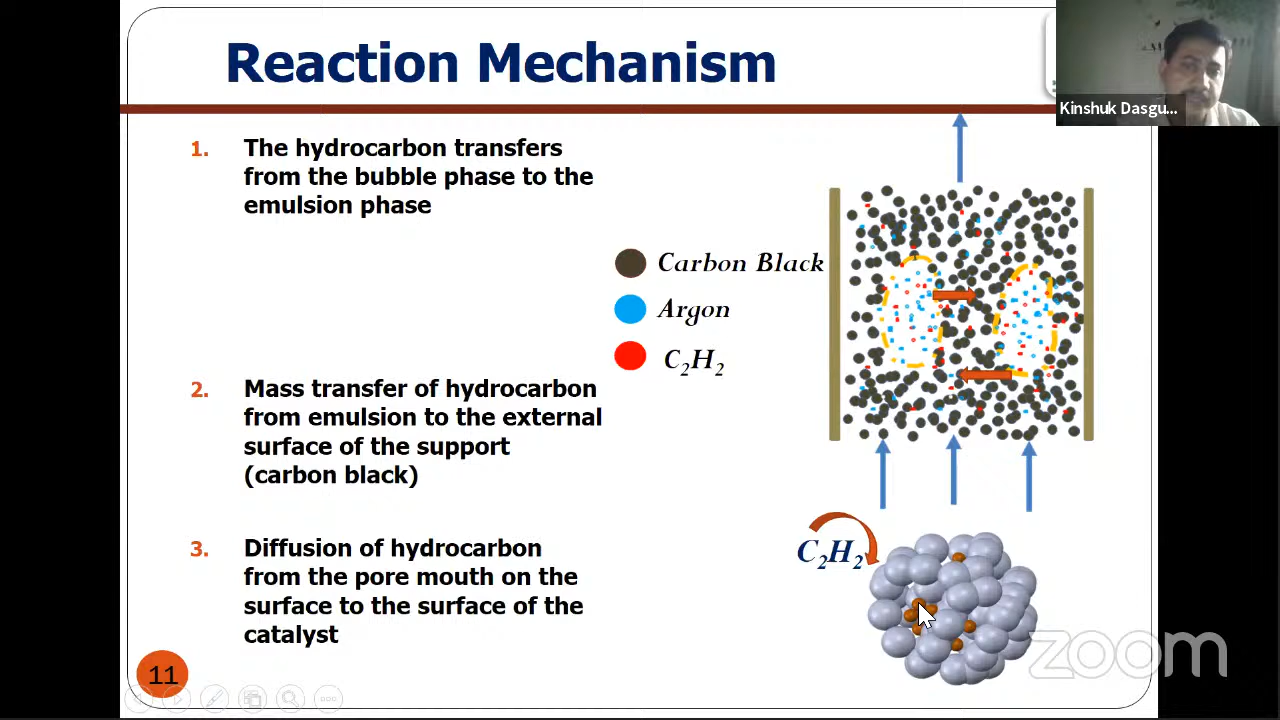 Reaction Mechanism
Kinshuk Dasgu...
1. The hydrocarbon transfers
from the bubble phase to the
emulsion phase
Carbon Black
Argon
C₂H₂
2. Mass transfer of hydrocarbon
from emulsion to the external
surface of the support
(carbon black)
3. Diffusion of hydrocarbon
from the pore mouth on the
surface to the surface of the
catalyst
C₂H₂
11
zoom